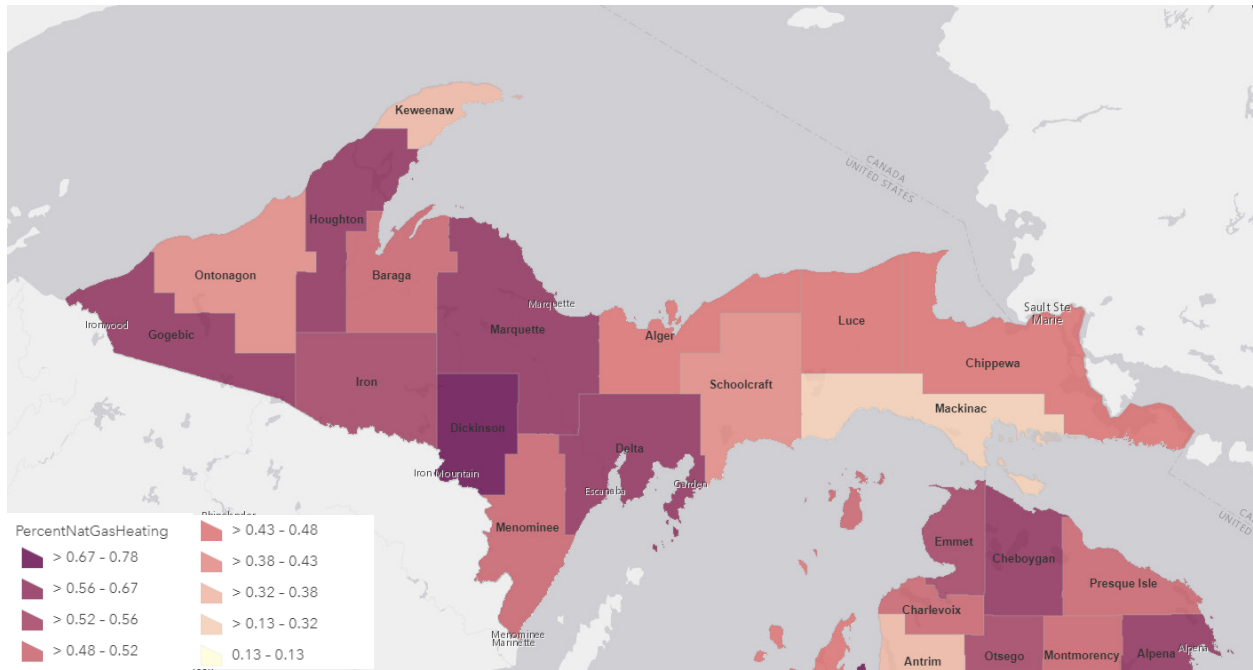 Keweenaw
CANADA
UNITED STATES
Houghton
Ontonagon
Baraga
Marquette
Sault Ste
Marie
Ironwood
Gogebic
Marquette
Alger
Luce
Chippewa
Iron
Schoolcraft
Mackinac
Dickinson
Delta
Iron Mountain
Escanaba
Garden
Menominee
CANADA
UNITED
Rhinelander
Emmet
Cheboygan
Presque Isle
Charlevoix
Menominee
Marinette
Antrim
Otsego
Montmorency
Alpena
Alpena
PercentNatGasHeating
> 0.67 - 0.78
> 0.56 - 0.67
> 0.52 - 0.56
> 0.48 - 0.52
> 0.43 - 0.48
> 0.38 - 0.43
> 0.32 - 0.38
> 0.13 - 0.32
0.13 - 0.13